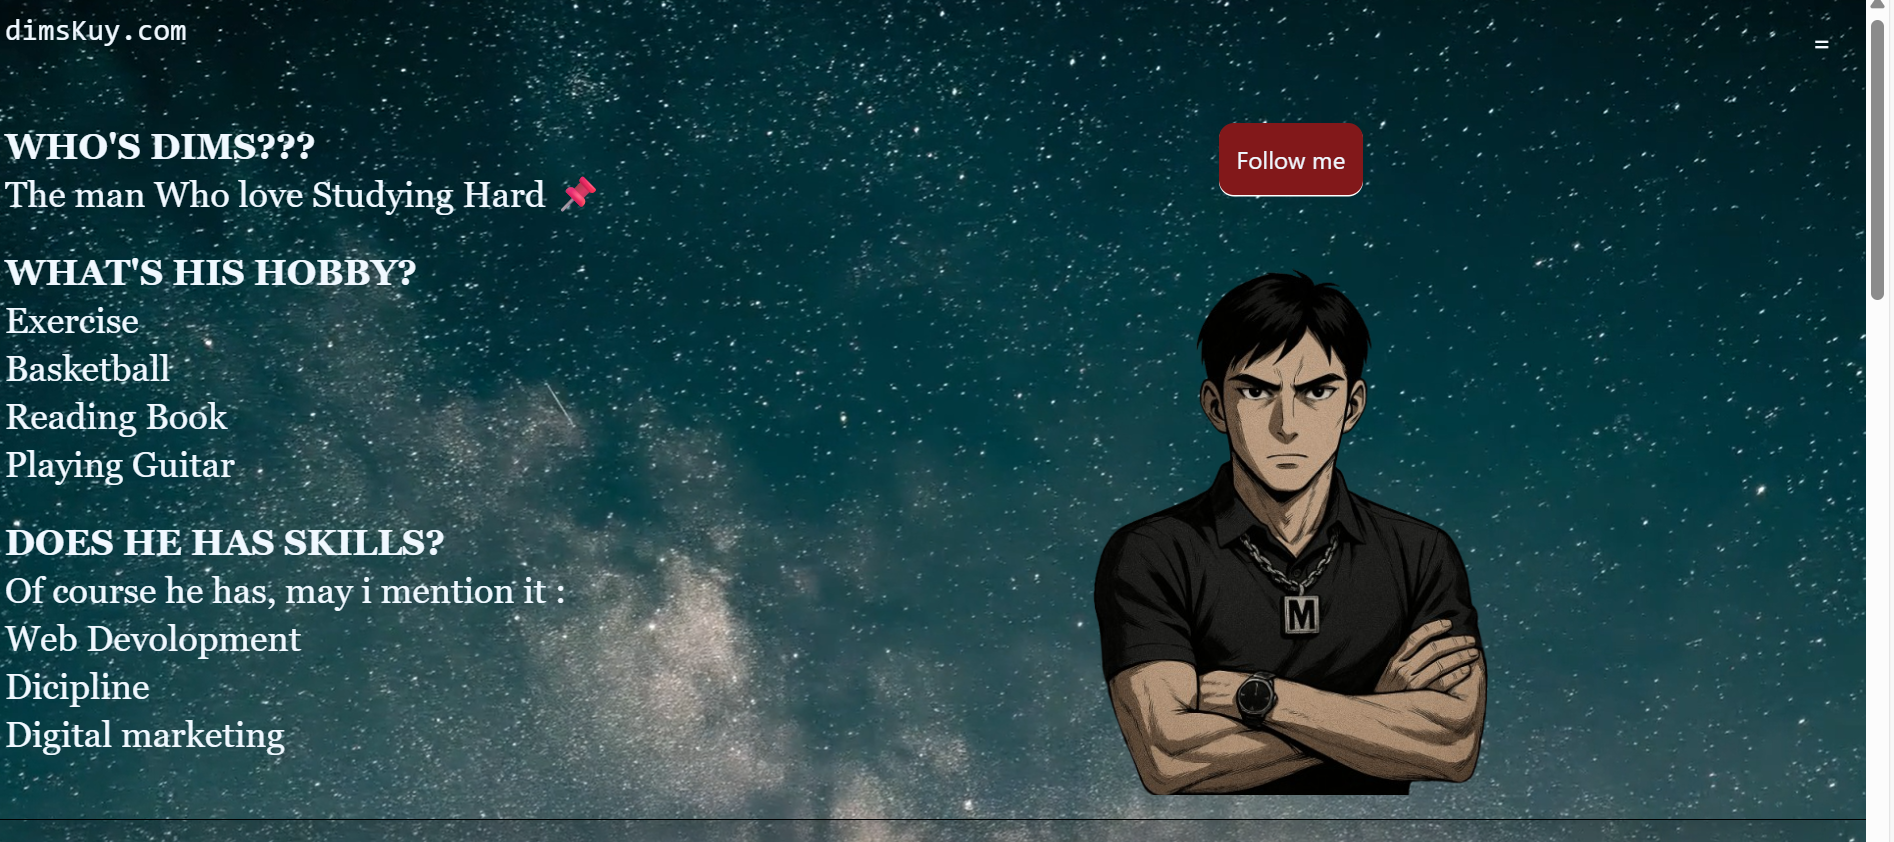 dimsKuy.com
=
WHO'S DIMS???
The man Who love Studying Hard 📌
Follow me
WHAT'S HIS HOBBY?
Exercise
Basketball
Reading Book
Playing Guitar
DOES HE HAS SKILLS?
Of course he has, may i mention it :
Web Devolopment
Dicipline
Digital marketing
M